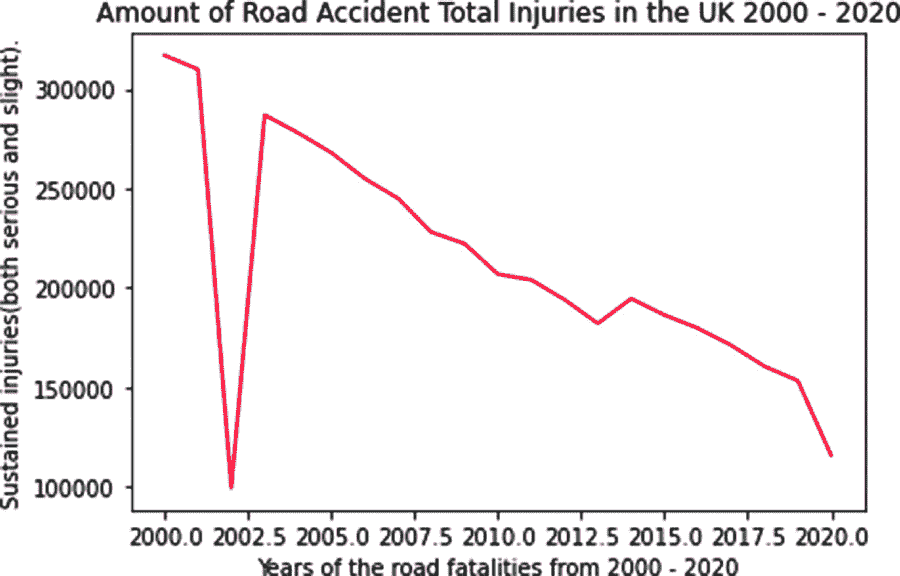 Amount of Road Accident Total Injuries in the UK 2000 - 2020
Sustained injuries(both serious and slight).
300000
250000
200000
150000
100000
2000.0 2002.5 2005.0 2007.5 2010.0 2012.5 2015.0 2017.5 2020.0
Years of the road fatalities from 2000 - 2020